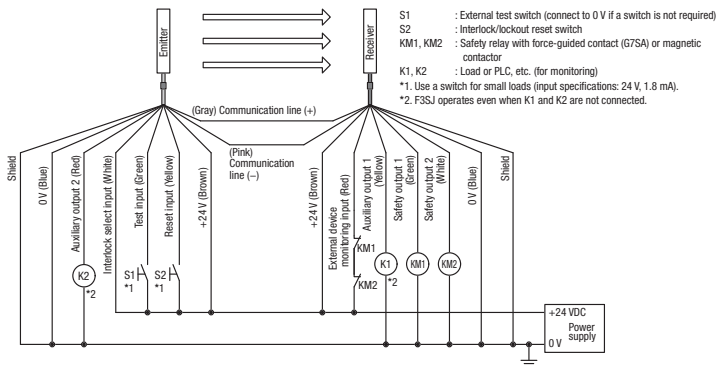 Emitter
Receiver
S1 : External test switch (connect to 0 V if a switch is not required)
S2 : Interlock/lockout reset switch
KM1, KM2 : Safety relay with force-guided contact (G7SA) or magnetic
contactor
K1, K2 : Load or PLC, etc. (for monitoring)
*1. Use a switch for small loads (input specifications: 24 V, 1.8 mA).
*2. F3SJ operates even when K1 and K2 are not connected.
(Gray) Communication line (+)
(Pink)
Communication
line (−)
Shield
0 V (Blue)
Auxiliary output 2 (Red)
Interlock select input (White)
Test input (Green)
Reset input (Yellow)
+24 V (Brown)
+24 V (Brown)
External device
monitoring input (Red)
Auxiliary output 1
(Yellow)
Safety output 1
(Green)
Safety output 2
(White)
0 V (Blue)
Shield
K2
*2
S1
*1
S2
*1
KM1
KM2
K1
*2
KM1
KM2
+24 VDC
Power
supply
0 V